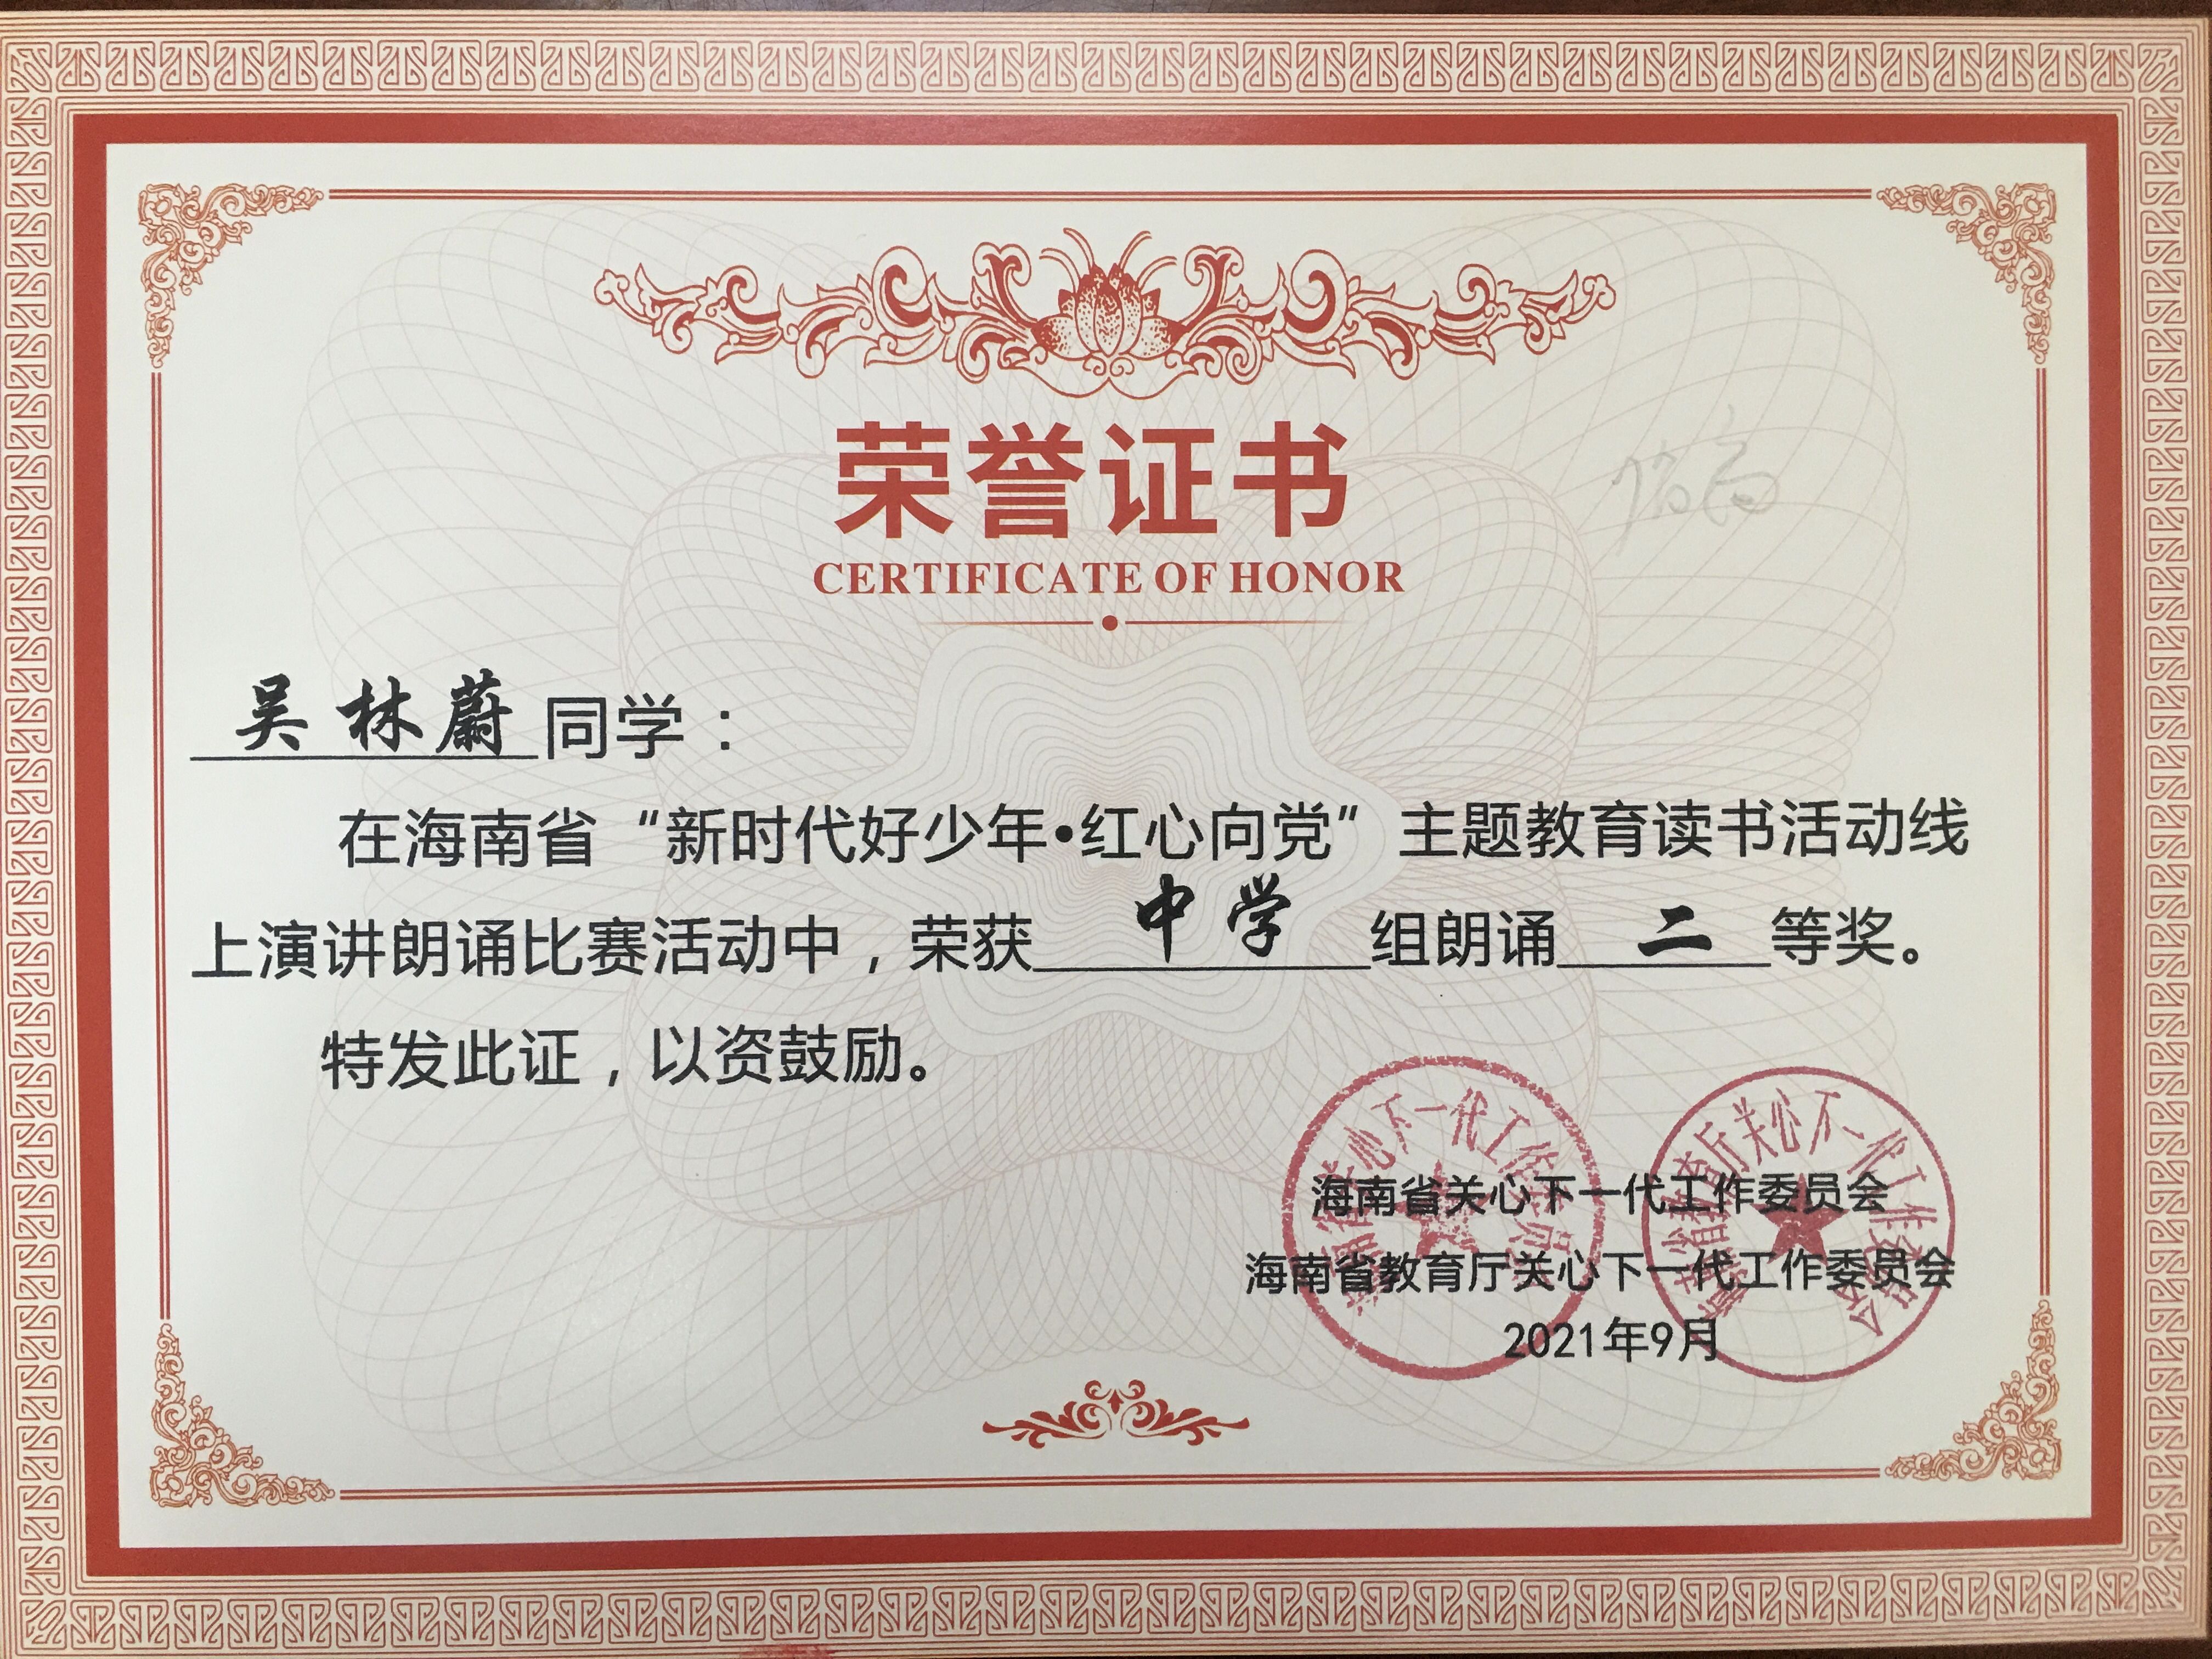 荣誉证书
CERTIFICATE OF HONOR
吴林蔚同学：
在海南省“新时代好少年•红心向党”主题教育读书活动线
上演讲朗诵比赛活动中，荣获中学组朗诵二等奖。
特发此证，以资鼓励。
海南省关心下一代工作委员会
海南省教育厅关心下一代工作委员会
2021年9月